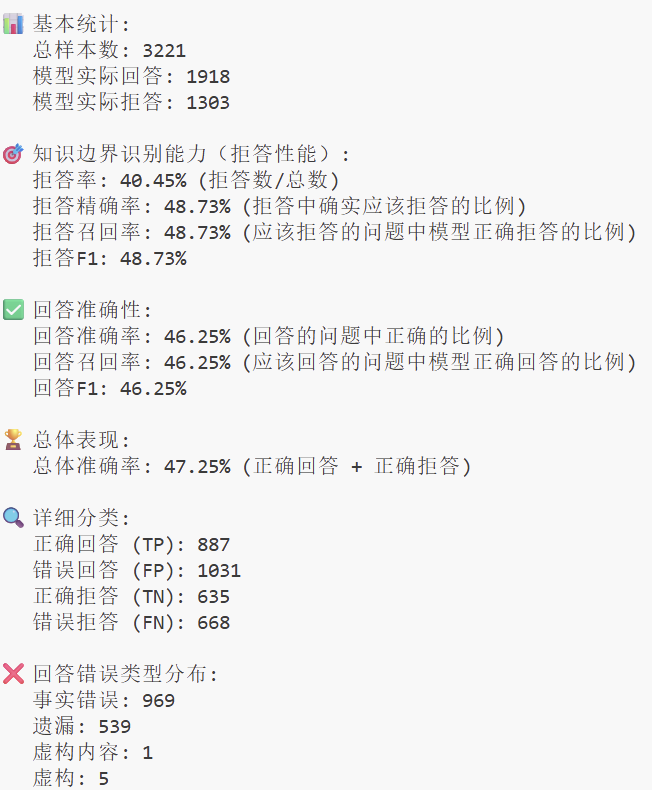 📊 基本统计:
总样本数: 3221
模型实际回答: 1918
模型实际拒答: 1303
🎯 知识边界识别能力（拒答性能）:
拒答率: 40.45% (拒答数/总数)
拒答精确率: 48.73% (拒答中确实应该拒答的比例)
拒答召回率: 48.73% (应该拒答的问题中模型正确拒答的比例)
拒答F1: 48.73%
✅ 回答准确性:
回答准确率: 46.25% (回答的问题中正确的比例)
回答召回率: 46.25% (应该回答的问题中模型正确回答的比例)
回答F1: 46.25%
🏆 总体表现:
总体准确率: 47.25% (正确回答 + 正确拒答)
🔍 详细分类:
正确回答 (TP): 887
错误回答 (FP): 1031
正确拒答 (TN): 635
错误拒答 (FN): 668
❌ 回答错误类型分布:
事实错误: 969
遗漏: 539
虚构内容: 1
虚构: 5